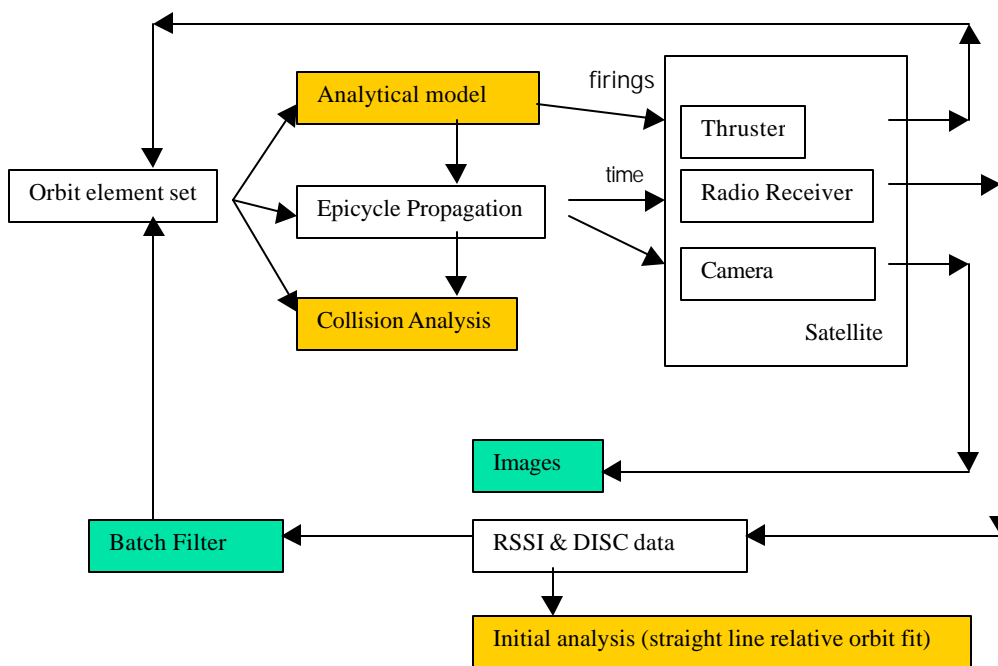 Analytical model
firings
Thruster
Orbit element set
Epicycle Propagation
time
Radio Receiver
Camera
Collision Analysis
Satellite
Images
Batch Filter
RSSI & DISC data
Initial analysis (straight line relative orbit fit)